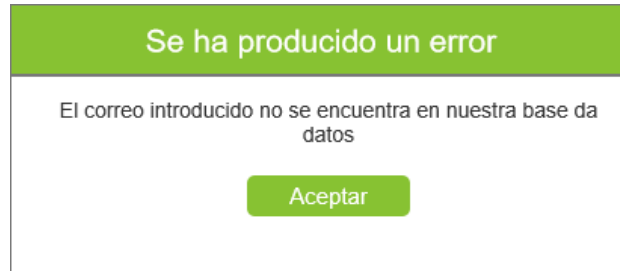 Se ha producido un error
El correo introducido no se encuentra en nuestra base da
datos
Aceptar